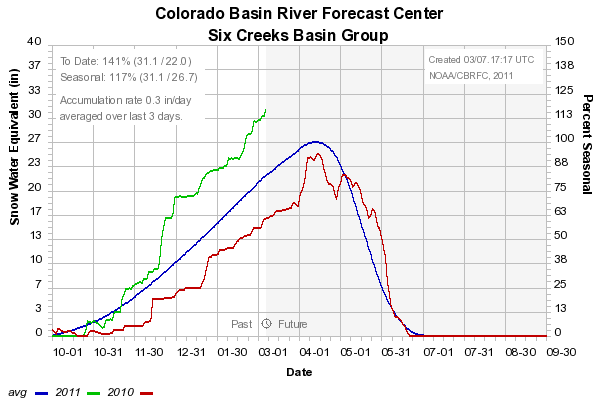 Colorado Basin River Forecast Center
Six Creeks Basin Group
To Date: 141% (31.1 / 22.0)
Seasonal: 117% (31.1 / 26.7)
Accumulation rate 0.3 in/day
averaged over last 3 days.
Created 03/07.17:17 UTC
NOAA/CBRFC, 2011
Snow Water Equivalent (in)
40
37
33
30
27
23
20
17
13
10
7
3
0
150
138
125
113
100
88
75
63
50
38
25
13
0
Percent Seasonal
Past Future
10-01 10-31 11-30 12-31 01-30 03-01 04-01 05-01 05-31 07-01 07-31 08-30 09-30
Date
avg 2011 2010